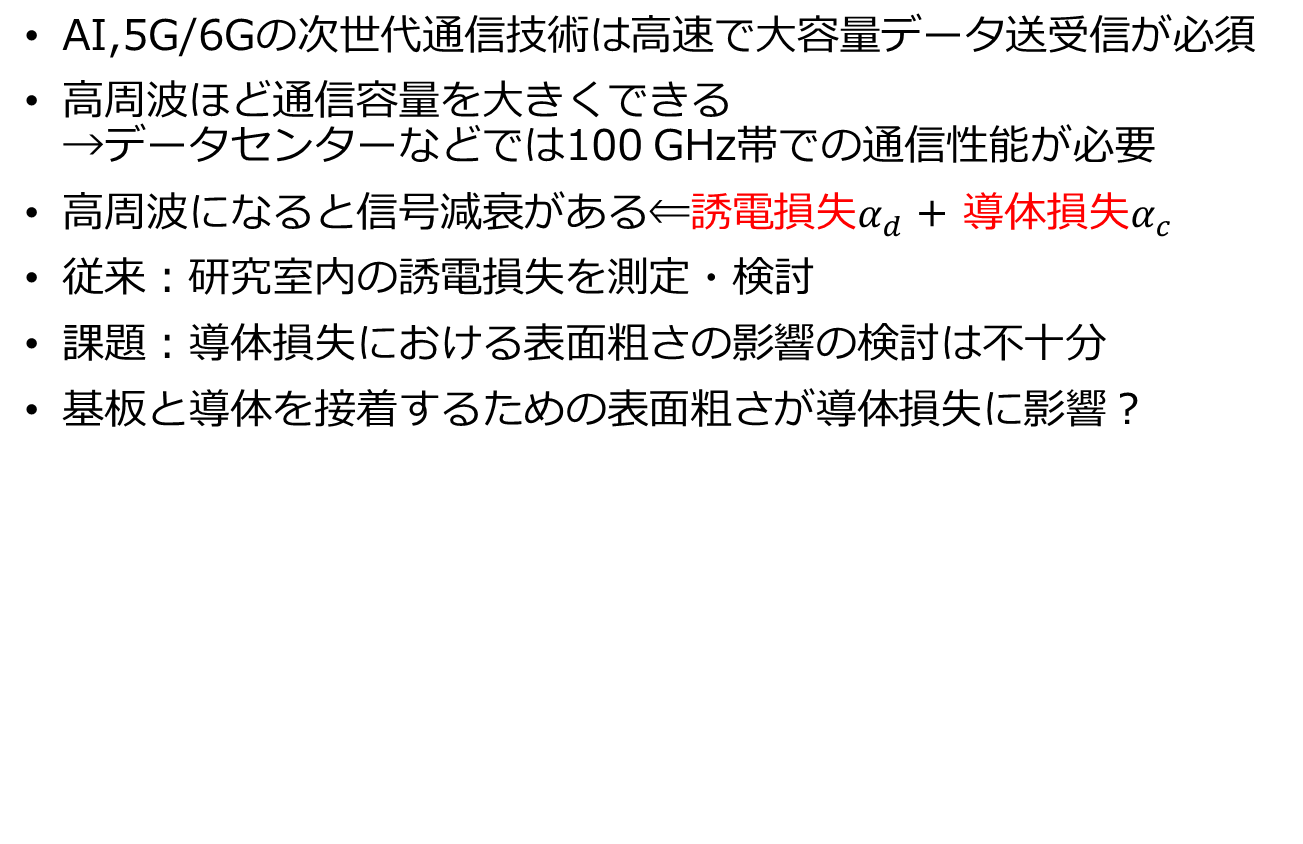 • AI,5G/6Gの次世代通信技術は高速で大容量データ送受信が必須
• 高周波ほど通信容量を大きくできる
→データセンターなどでは100 GHz帯での通信性能が必要
• 高周波になると信号減衰がある⇐誘電損失𝛼𝑑 + 導体損失𝛼𝑐
• 従来：研究室内の誘電損失を測定・検討
• 課題：導体損失における表面粗さの影響の検討は不十分
• 基板と導体を接着するための表面粗さが導体損失に影響？